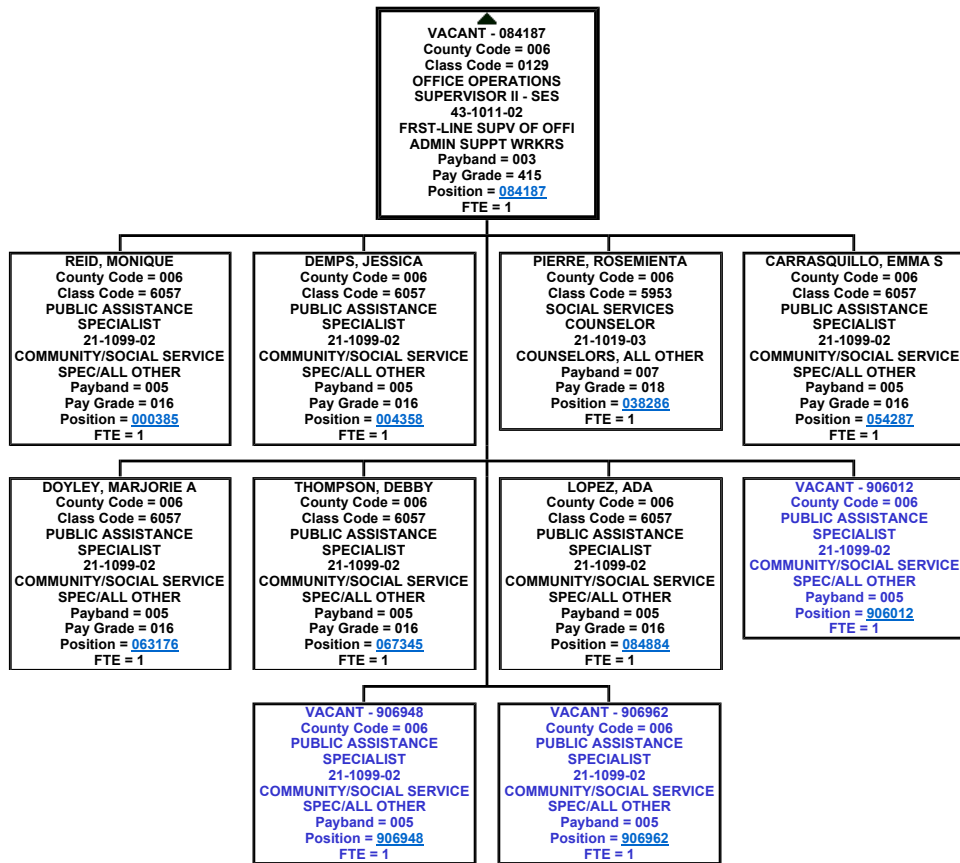 VACANT - 084187
County Code = 006
Class Code = 0129
OFFICE OPERATIONS
SUPERVISOR II - SES
43-1011-02
FRST-LINE SUPV OF OFFI
ADMIN SUPPT WRKRS
Payband = 003
Pay Grade = 415
Position = 084187
FTE = 1
REID, MONIQUE
County Code = 006
Class Code = 6057
PUBLIC ASSISTANCE
SPECIALIST
21-1099-02
COMMUNITY/SOCIAL SERVICE
SPEC/ALL OTHER
Payband = 005
Pay Grade = 016
Position = 000385
FTE = 1
DEMPS, JESSICA
County Code = 006
Class Code = 6057
PUBLIC ASSISTANCE
SPECIALIST
21-1099-02
COMMUNITY/SOCIAL SERVICE
SPEC/ALL OTHER
Payband = 005
Pay Grade = 016
Position = 004358
FTE = 1
PIERRE, ROSEMIENTA
County Code = 006
Class Code = 5953
SOCIAL SERVICES
COUNSELOR
21-1019-03
COUNSELORS, ALL OTHER
Payband = 007
Pay Grade = 018
Position = 038286
FTE = 1
CARRASQUILLO, EMMA S
County Code = 006
Class Code = 6057
PUBLIC ASSISTANCE
SPECIALIST
21-1099-02
COMMUNITY/SOCIAL SERVICE
SPEC/ALL OTHER
Payband = 005
Pay Grade = 016
Position = 054287
FTE = 1
DOYLEY, MARJORIE A
County Code = 006
Class Code = 6057
PUBLIC ASSISTANCE
SPECIALIST
21-1099-02
COMMUNITY/SOCIAL SERVICE
SPEC/ALL OTHER
Payband = 005
Pay Grade = 016
Position = 063176
FTE = 1
THOMPSON, DEBBY
County Code = 006
Class Code = 6057
PUBLIC ASSISTANCE
SPECIALIST
21-1099-02
COMMUNITY/SOCIAL SERVICE
SPEC/ALL OTHER
Payband = 005
Pay Grade = 016
Position = 067345
FTE = 1
LOPEZ, ADA
County Code = 006
Class Code = 6057
PUBLIC ASSISTANCE
SPECIALIST
21-1099-02
COMMUNITY/SOCIAL SERVICE
SPEC/ALL OTHER
Payband = 005
Pay Grade = 016
Position = 084884
FTE = 1
VACANT - 906012
County Code = 006
PUBLIC ASSISTANCE
SPECIALIST
21-1099-02
COMMUNITY/SOCIAL SERVICE
SPEC/ALL OTHER
Payband = 005
Position = 906012
FTE = 1
VACANT - 906948
County Code = 006
PUBLIC ASSISTANCE
SPECIALIST
21-1099-02
COMMUNITY/SOCIAL SERVICE
SPEC/ALL OTHER
Payband = 005
Position = 906948
FTE = 1
VACANT - 906962
County Code = 006
PUBLIC ASSISTANCE
SPECIALIST
21-1099-02
COMMUNITY/SOCIAL SERVICE
SPEC/ALL OTHER
Payband = 005
Position = 906962
FTE = 1